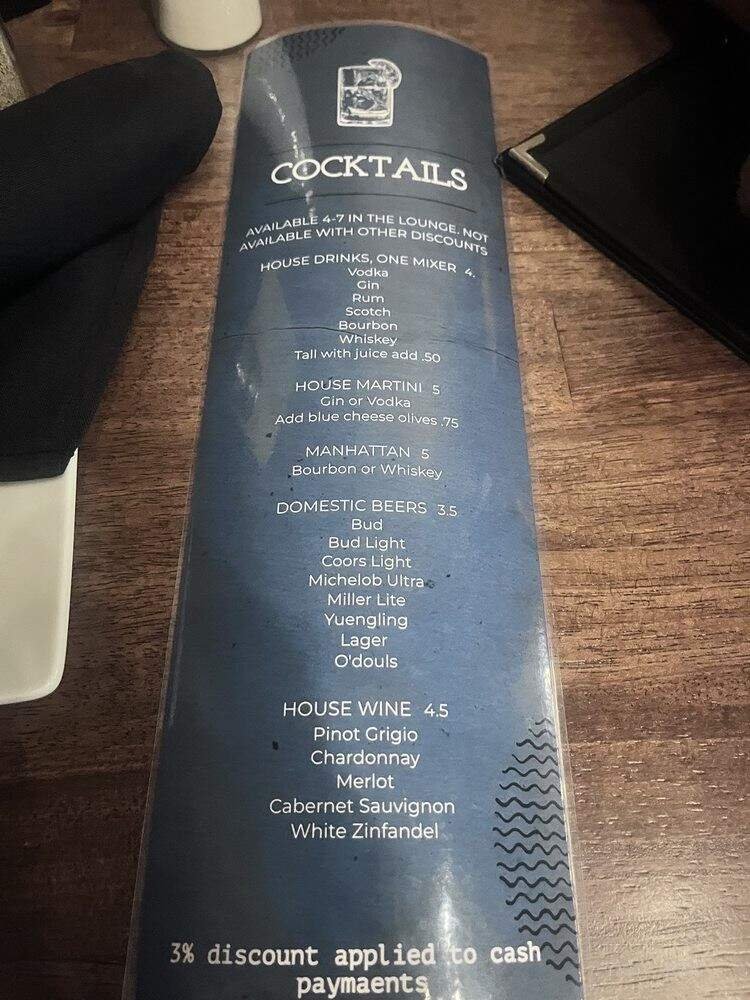 COCKTAILS
AVAILABLE 4-7 IN THE LOUNGE. NOT
AVAILABLE WITH OTHER DISCOUNTS
HOUSE DRINKS, ONE MIXER 4.
Vodka
Gin
Rum
Scotch
Bourbon
Whiskey
Tall with juice add .50
HOUSE MARTINI 5
Gin or Vodka
Add blue cheese olives .75
MANHATTAN 5
Bourbon or Whiskey
DOMESTIC BEERS 3.5
Bud
Bud Light
Coors Light
Michelob Ultra
Miller Lite
Yuengling
Lager
O'douls
HOUSE WINE 4.5
Pinot Grigio
Chardonnay
Merlot
Cabernet Sauvignon
White Zinfandel
3% discount applied to cash
paymaents